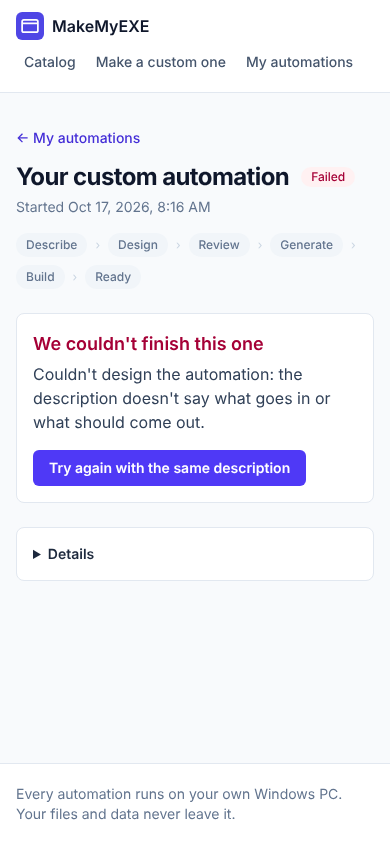 MakeMyEXE
Catalog Make a custom one My automations
← My automations
Your custom automation Failed
Started Oct 17, 2026, 8:16 AM
Describe › Design › Review › Generate ›
Build › Ready
We couldn't finish this one
Couldn't design the automation: the
description doesn't say what goes in or
what should come out.
Try again with the same description
▶ Details
Every automation runs on your own Windows PC.
Your files and data never leave it.